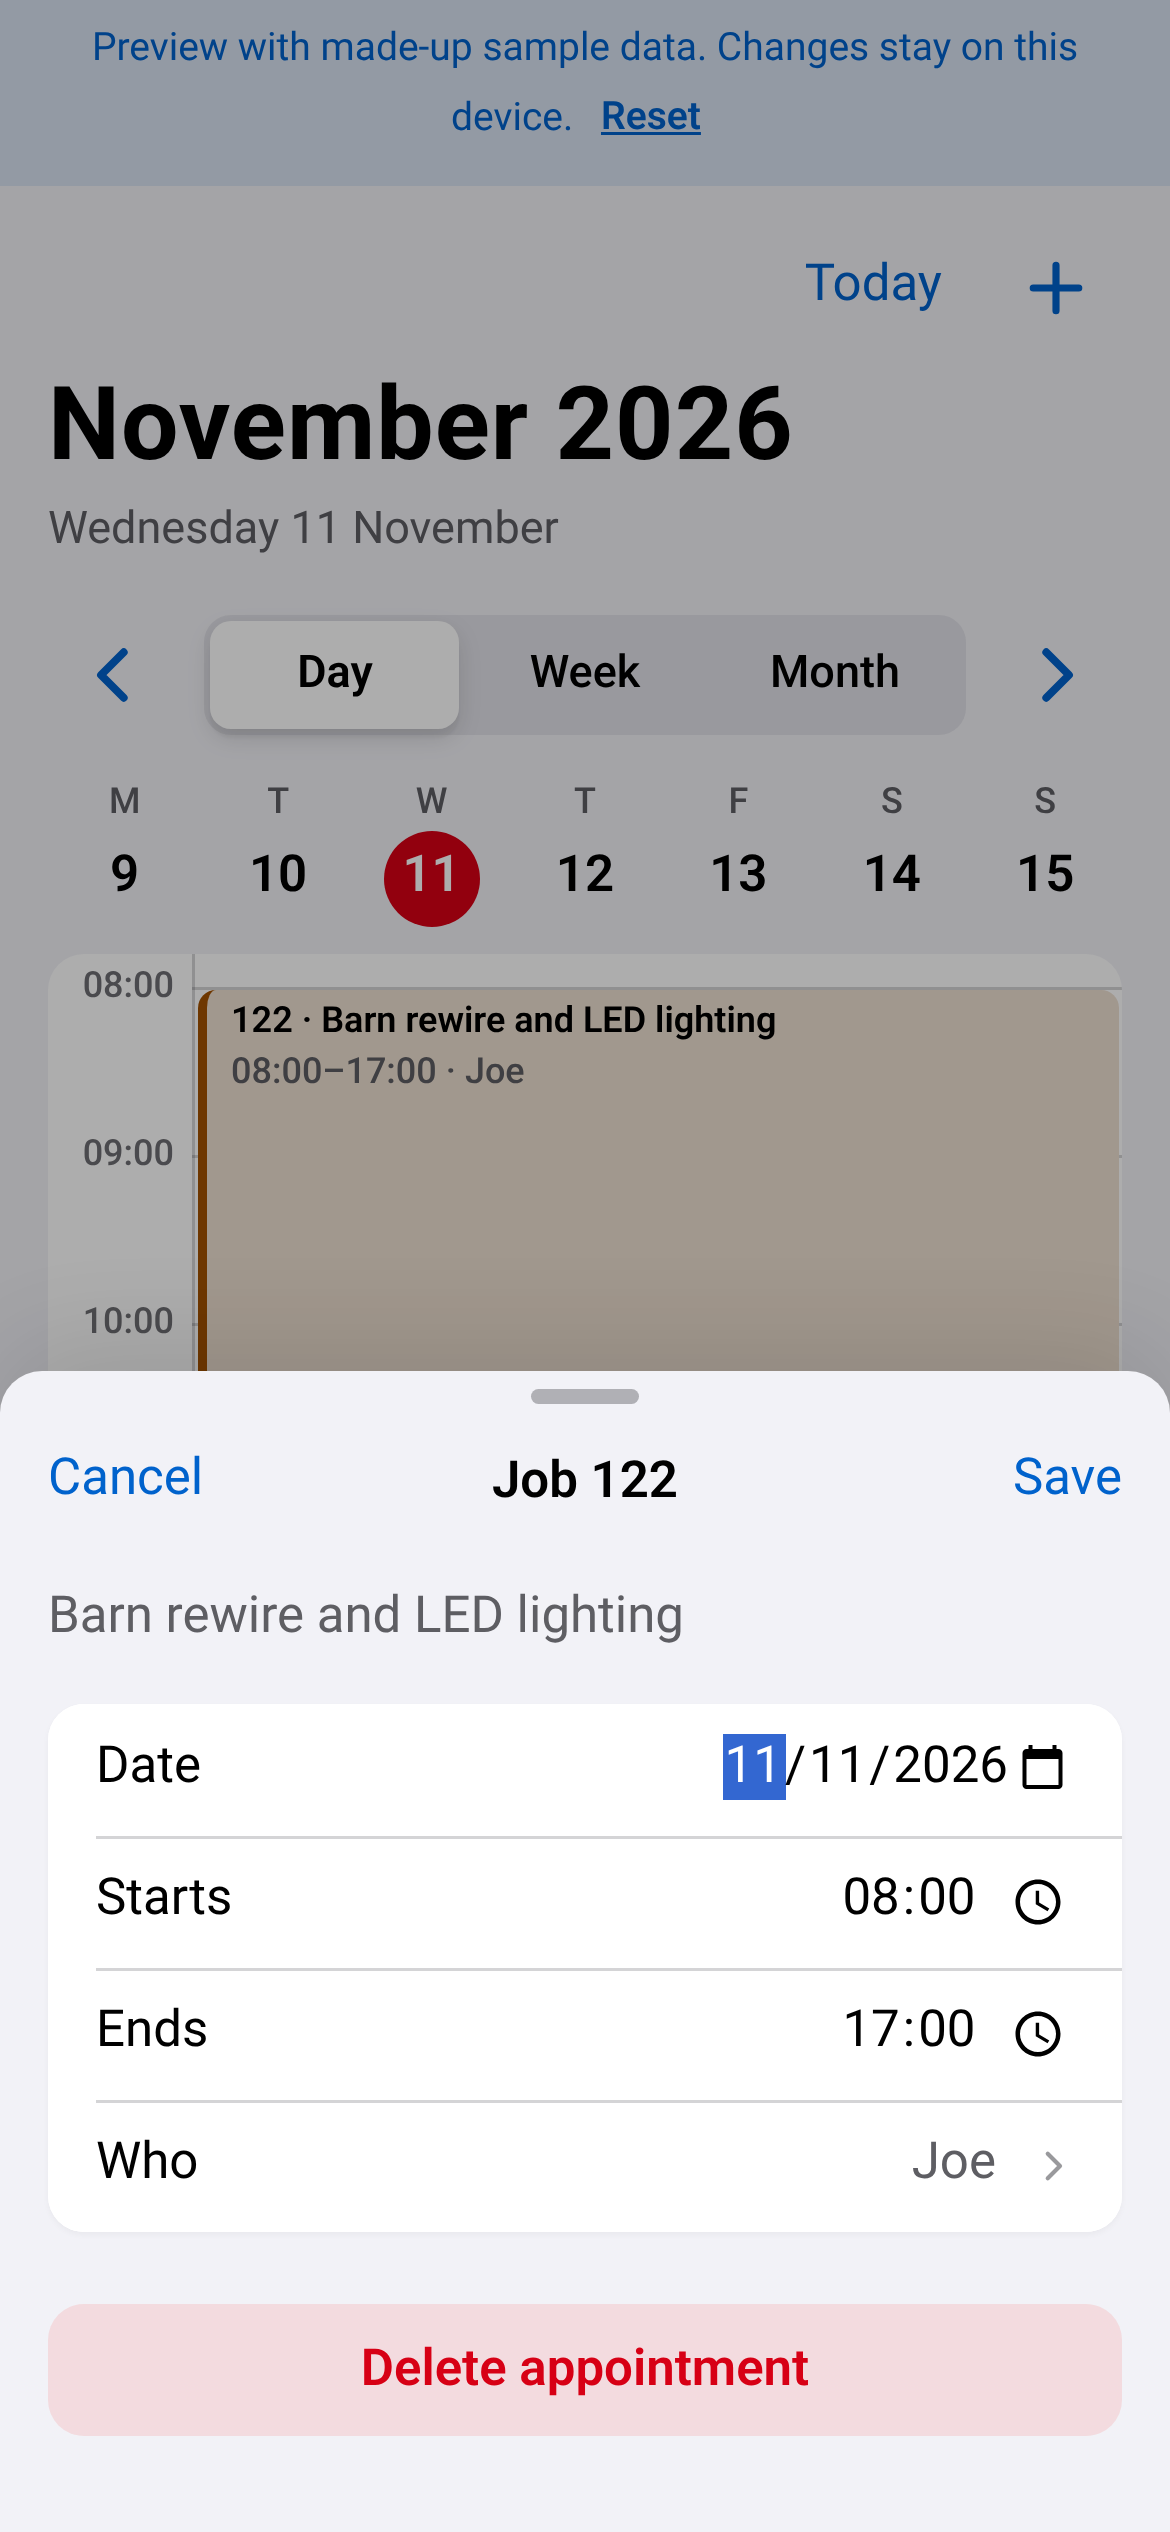 Preview with made-up sample data. Changes stay on this
device. Reset
Today
November 2026
Wednesday 11 November
Day Week Month
M T W T F S S
9 10 11 12 13 14 15
08:00
122 · Barn rewire and LED lighting
08:00–17:00 · Joe
09:00
10:00
Cancel Job 122 Save
Barn rewire and LED lighting
Date 11/11/2026
Starts 08:00
Ends 17:00
Who Joe
Delete appointment